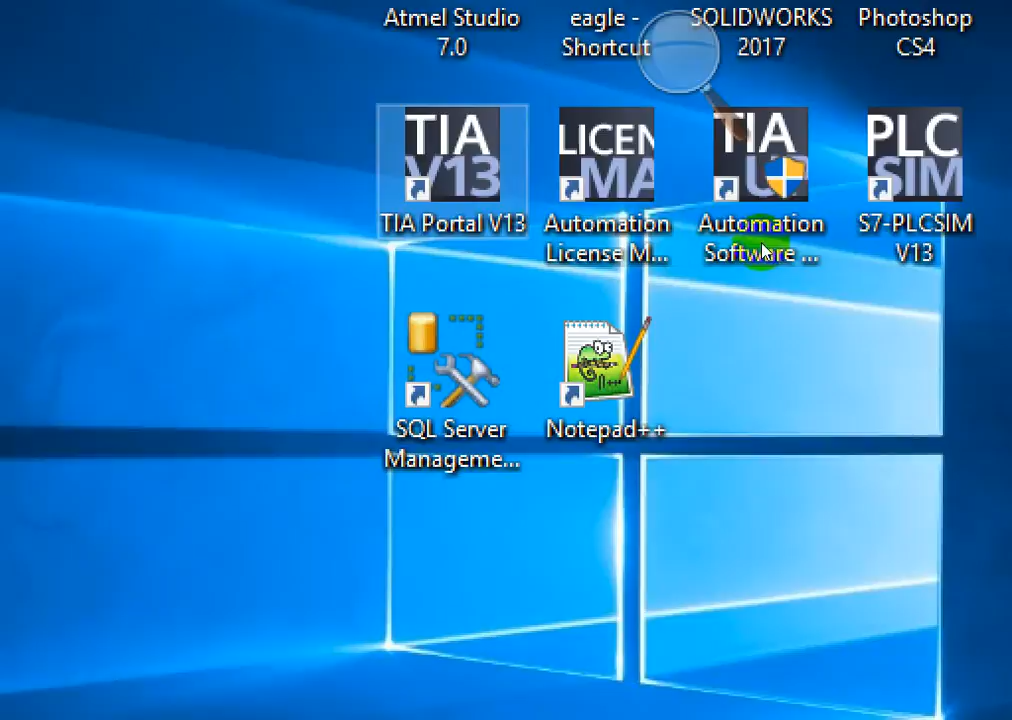 Atmel Studio
7.0
eagle -
Shortcut
SOLIDWORKS
2017
Photoshop
CS4
TIA
V13
TIA Portal V13
LICEN
MA
Automation
License M...
TIA
U
Automation
Software ...
PLC
SIM
S7-PLCSIM
V13
SQL Server
Manageme...
Notepad++